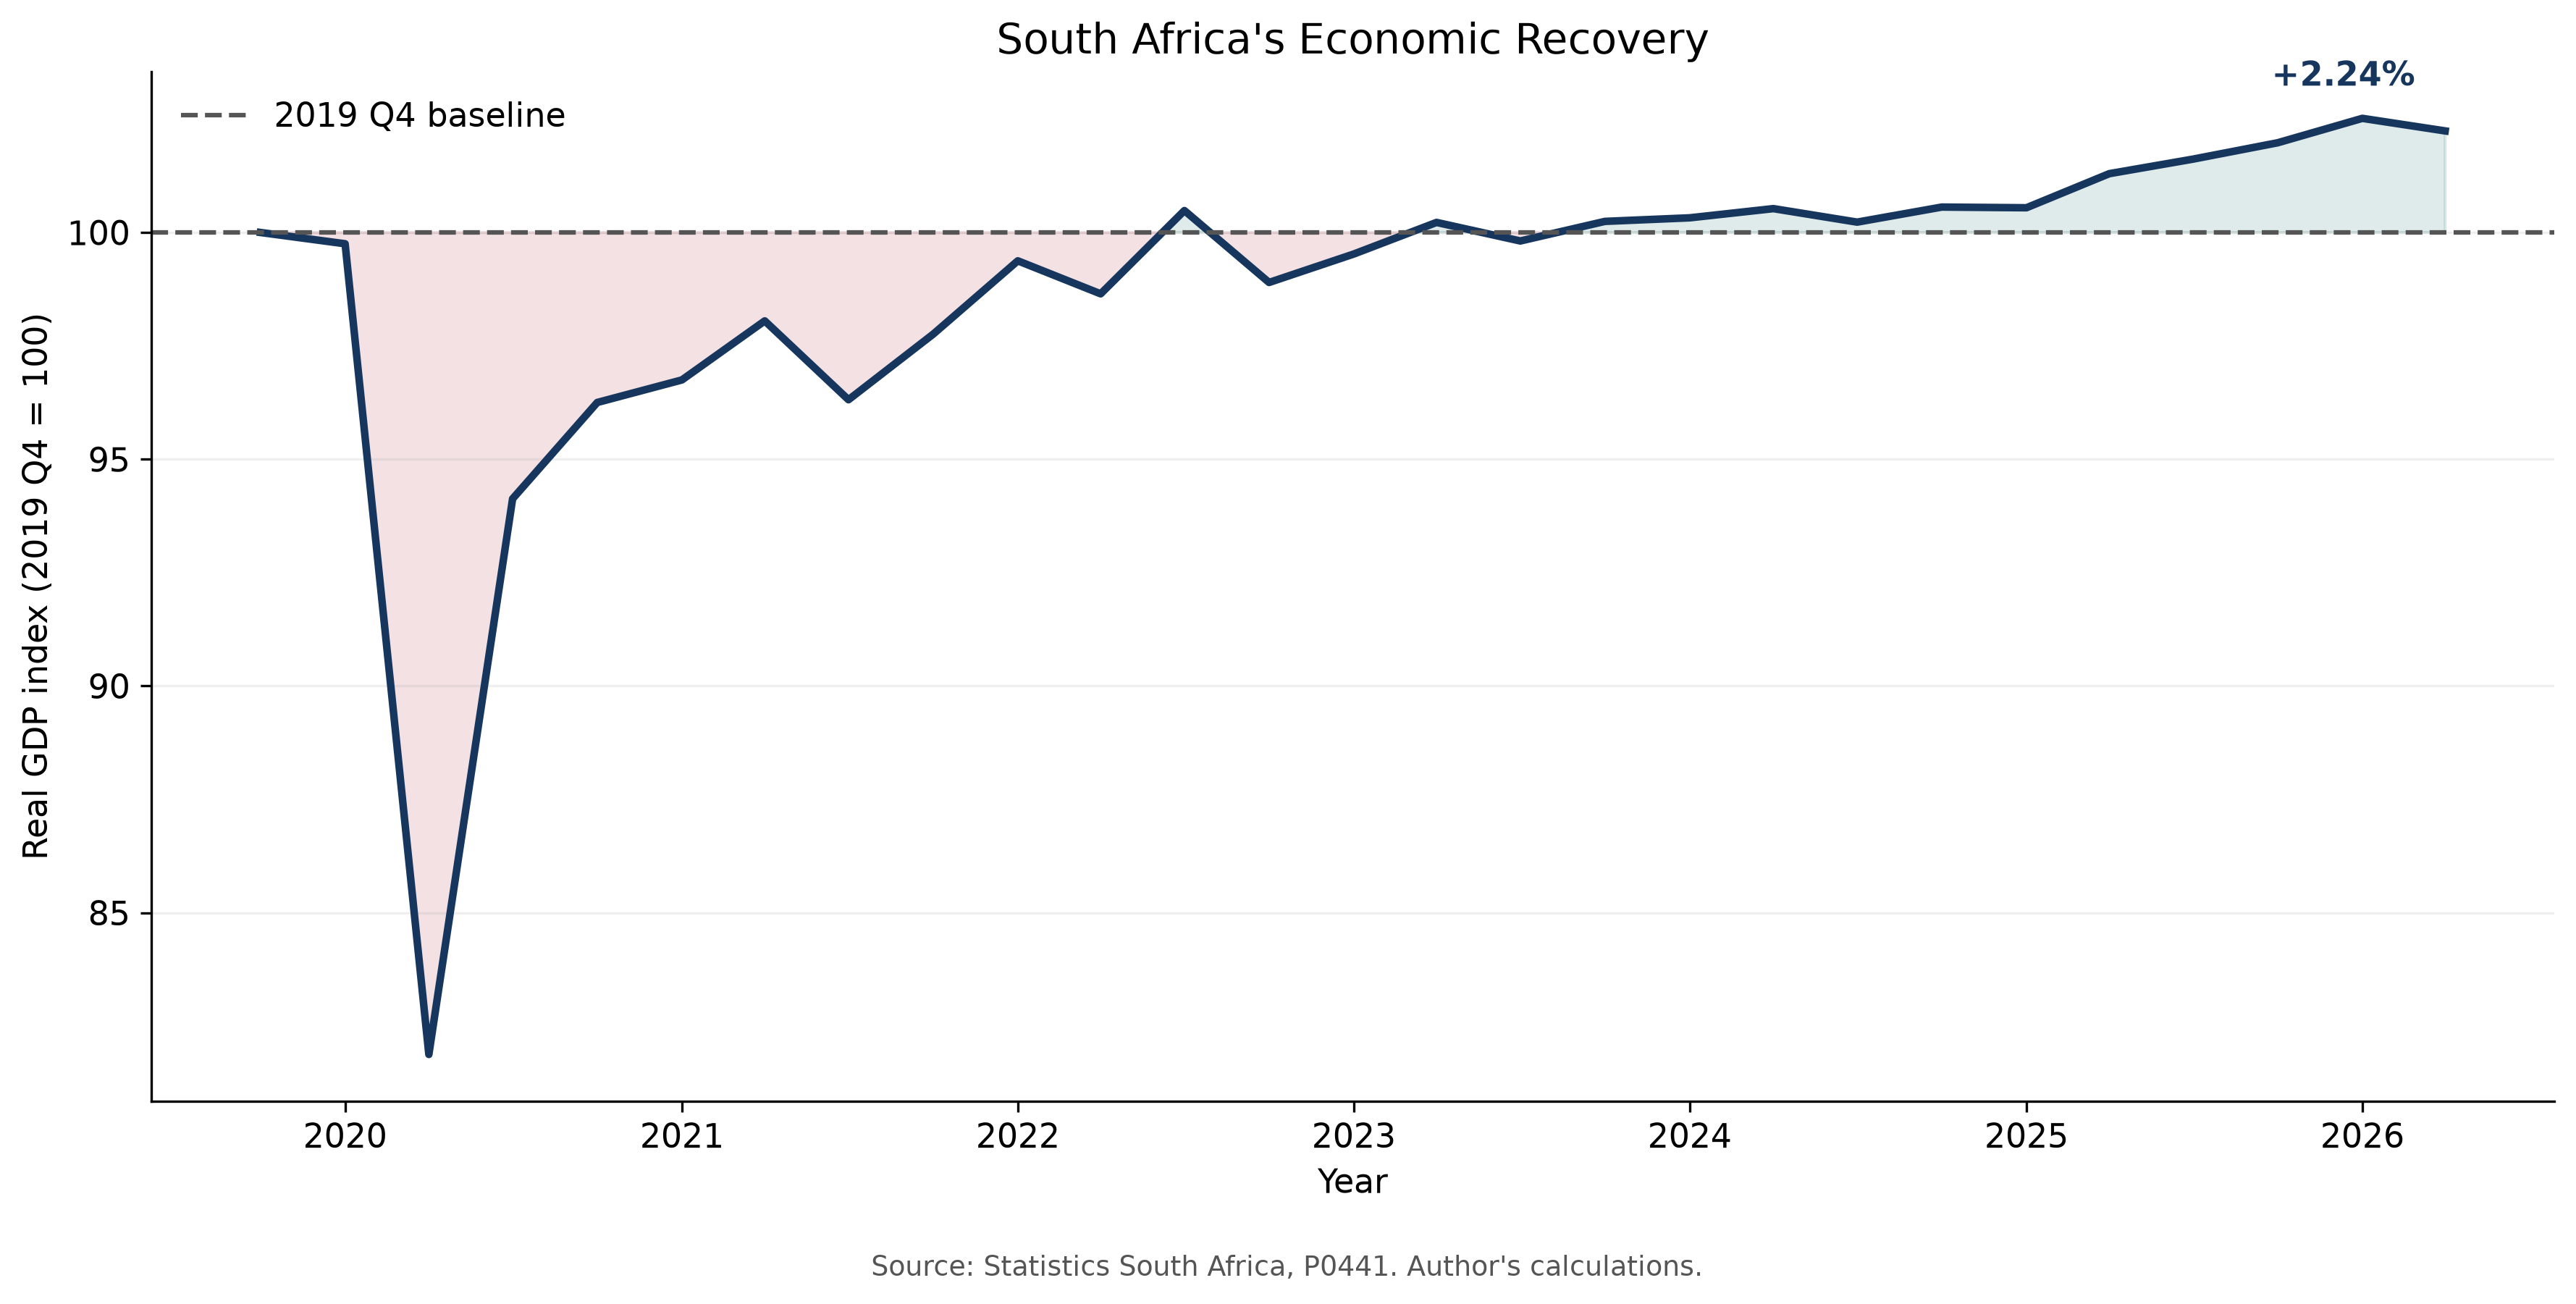 South Africa's Economic Recovery
+2.24%
2019 Q4 baseline
Real GDP index (2019 Q4 = 100)
100
95
90
85
2020
2021
2022
2023
2024
2025
2026
Year
Source: Statistics South Africa, P0441. Author's calculations.